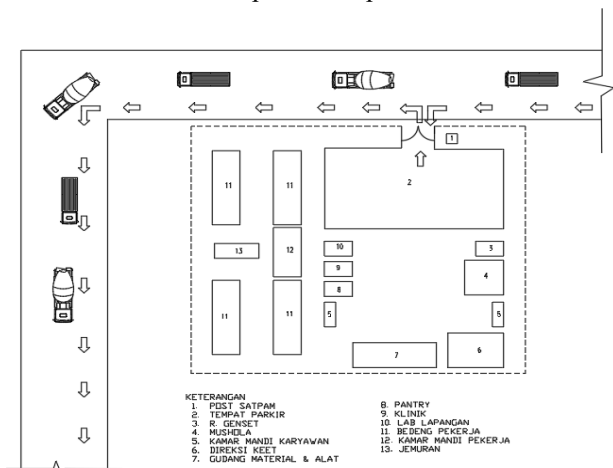 1
11
11
2
10
3
13
12
9
4
8
5
5
11
11
7
6
KETERANGAN
1. POST SATPAM
2. TEMPAT PARKIR
3. R. GENSET
4. MUSHOLA
5. KAMAR MANDI KARYAWAN
6. DIREKSI KEET
7. GUDANG MATERIAL & ALAT
8. PANTRY
9. KLINIK
10. LAB LAPANGAN
11. BEDENG PEKERJA
12. KAMAR MANDI PEKERJA
13. JEMURAN